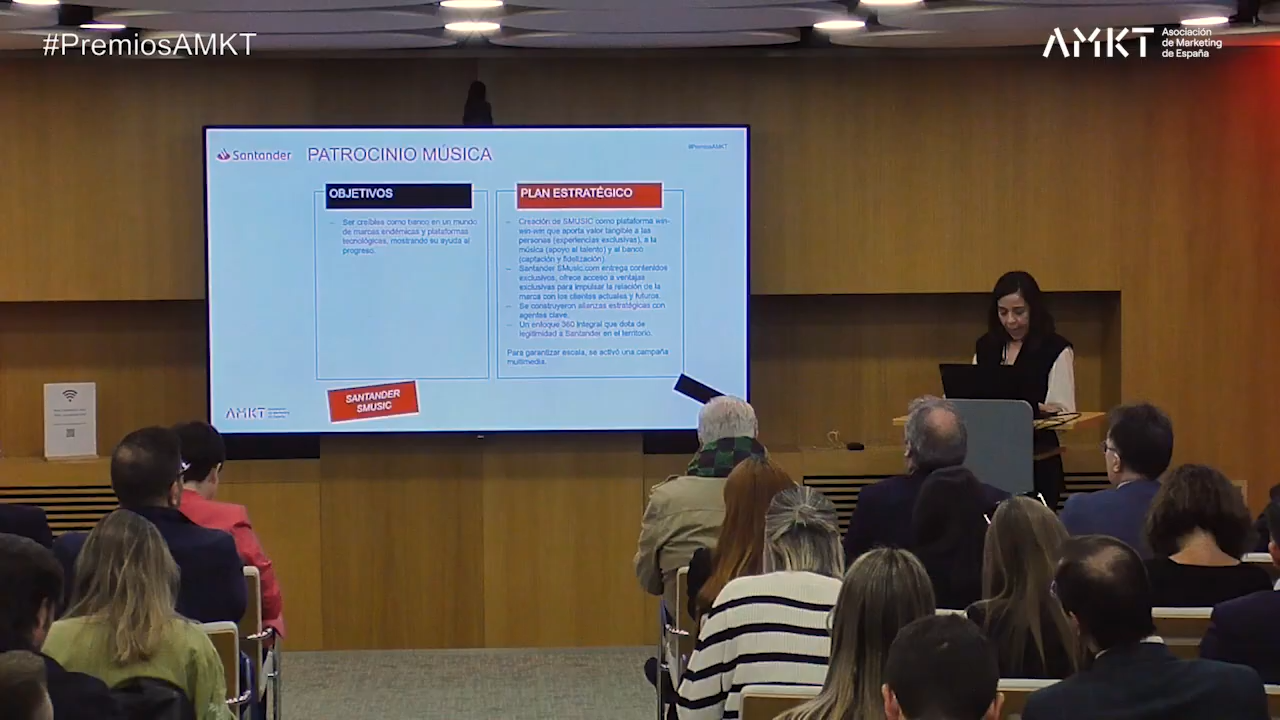 #PremiosAMKT
AMKT Asociación
de Marketing
de España
Santander PATROCINIO MÚSICA
#PremiosAMKT
OBJETIVOS
– Ser creíbles como banco en un mundo
de marcas endémicas y plataformas
tecnológicas, mostrando su ayuda al
progreso.
PLAN ESTRATÉGICO
– Creación de SMUSIC como plataforma win-
win-win que aporta valor tangible a las
personas (experiencias exclusivas), a la
música (apoyo al talento) y al banco
(captación y fidelización).
– Santander SMusic.com entrega contenidos
exclusivos, ofrece acceso a ventajas
exclusivas para impulsar la relación de la
marca con los clientes actuales y futuros.
– Se construyeron alianzas estratégicas con
agentes clave.
– Un enfoque 360 integral que dota de
legitimidad a Santander en el territorio.
Para garantizar escala, se activó una campaña
multimedia.
SANTANDER
SMUSIC
AMKT Asociación
de Marketing
de España